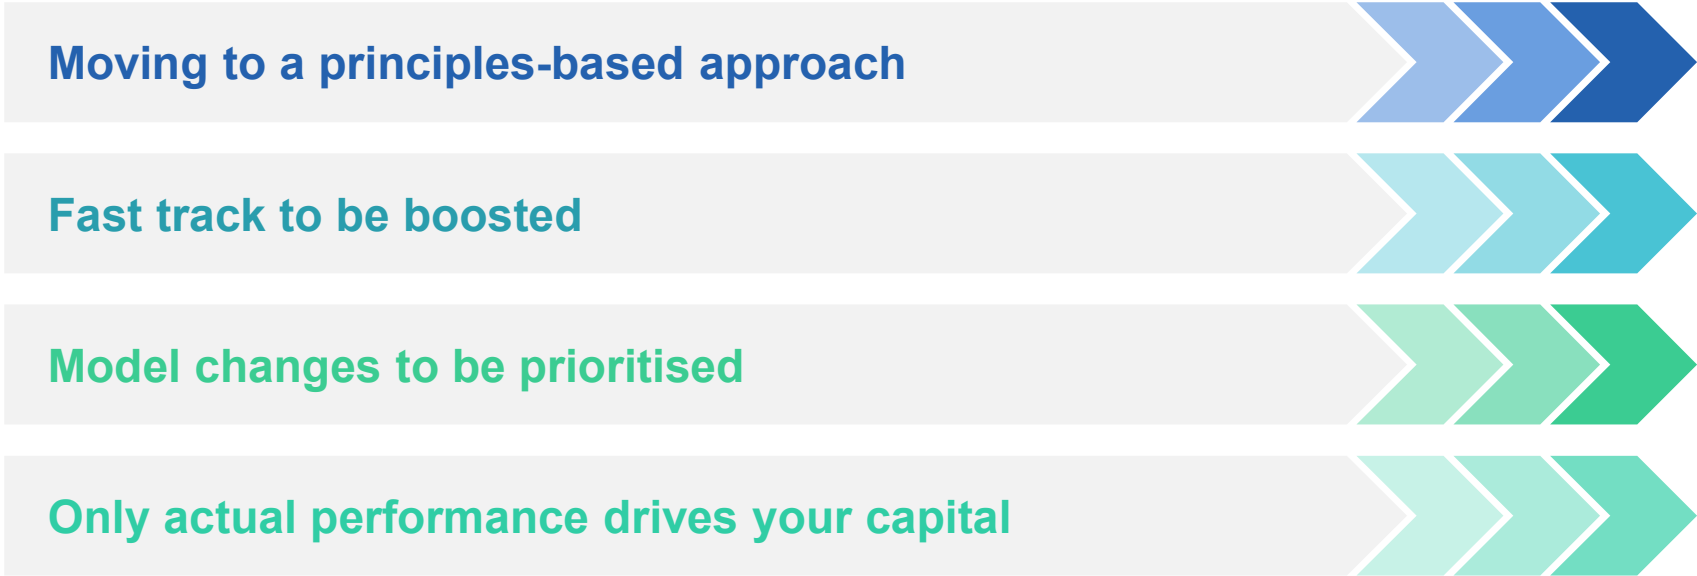 Moving to a principles-based approach
Fast track to be boosted
Model changes to be prioritised
Only actual performance drives your capital